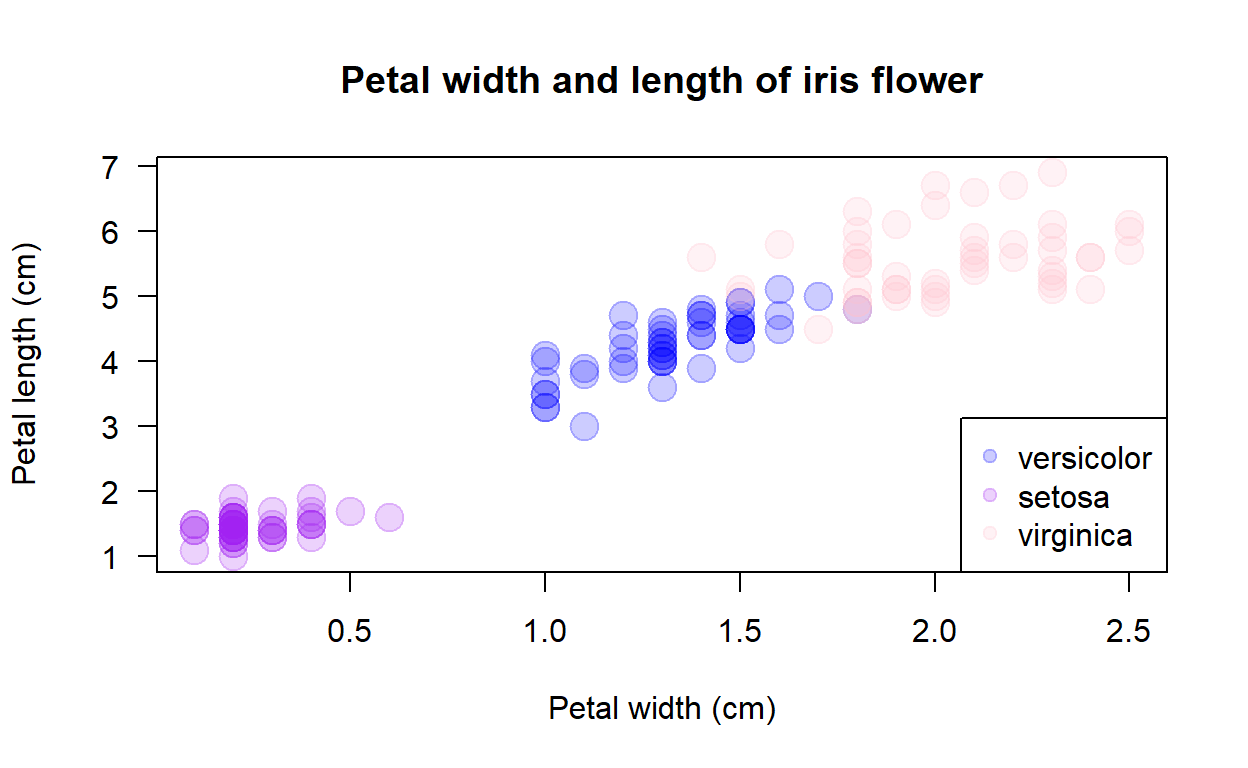 Petal width and length of iris flower
Petal length (cm)
7
6
5
4
3
2
1
versicolor
setosa
virginica
0.5 1.0 1.5 2.0 2.5
Petal width (cm)